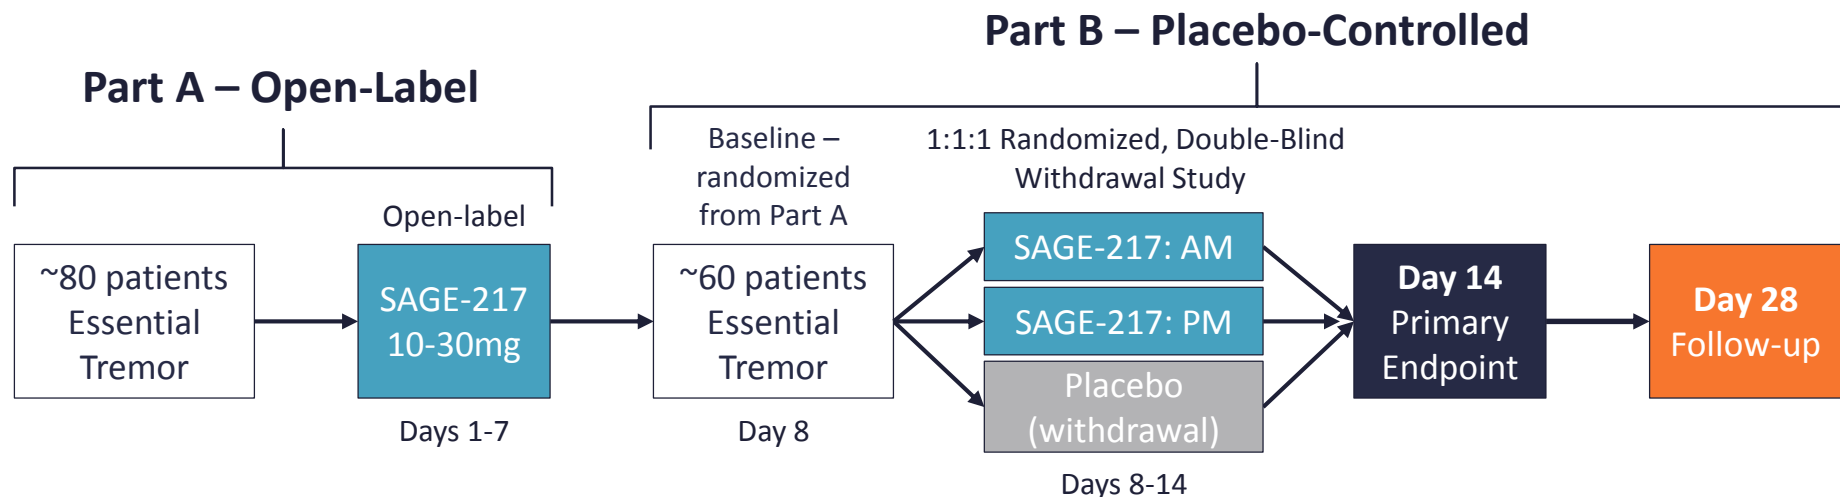 Part B – Placebo-Controlled
Part A – Open-Label
Baseline –
randomized
from Part A
1:1:1 Randomized, Double-Blind
Withdrawal Study
Open-label
~80 patients
Essential
Tremor
SAGE-217
10-30mg
~60 patients
Essential
Tremor
SAGE-217: AM
SAGE-217: PM
Placebo
(withdrawal)
Day 14
Primary
Endpoint
Day 28
Follow-up
Days 1-7
Day 8
Days 8-14